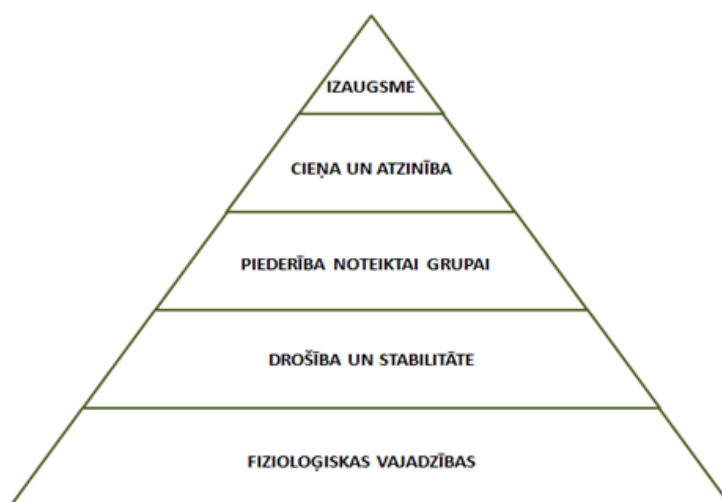 IZAUGSME
CIEŅA UN ATZINĪBA
PIEDERĪBA NOTEIKTAI GRUPAI
DROŠĪBA UN STABILITĀTE
FIZIOLOĢISKAS VAJADZĪBAS